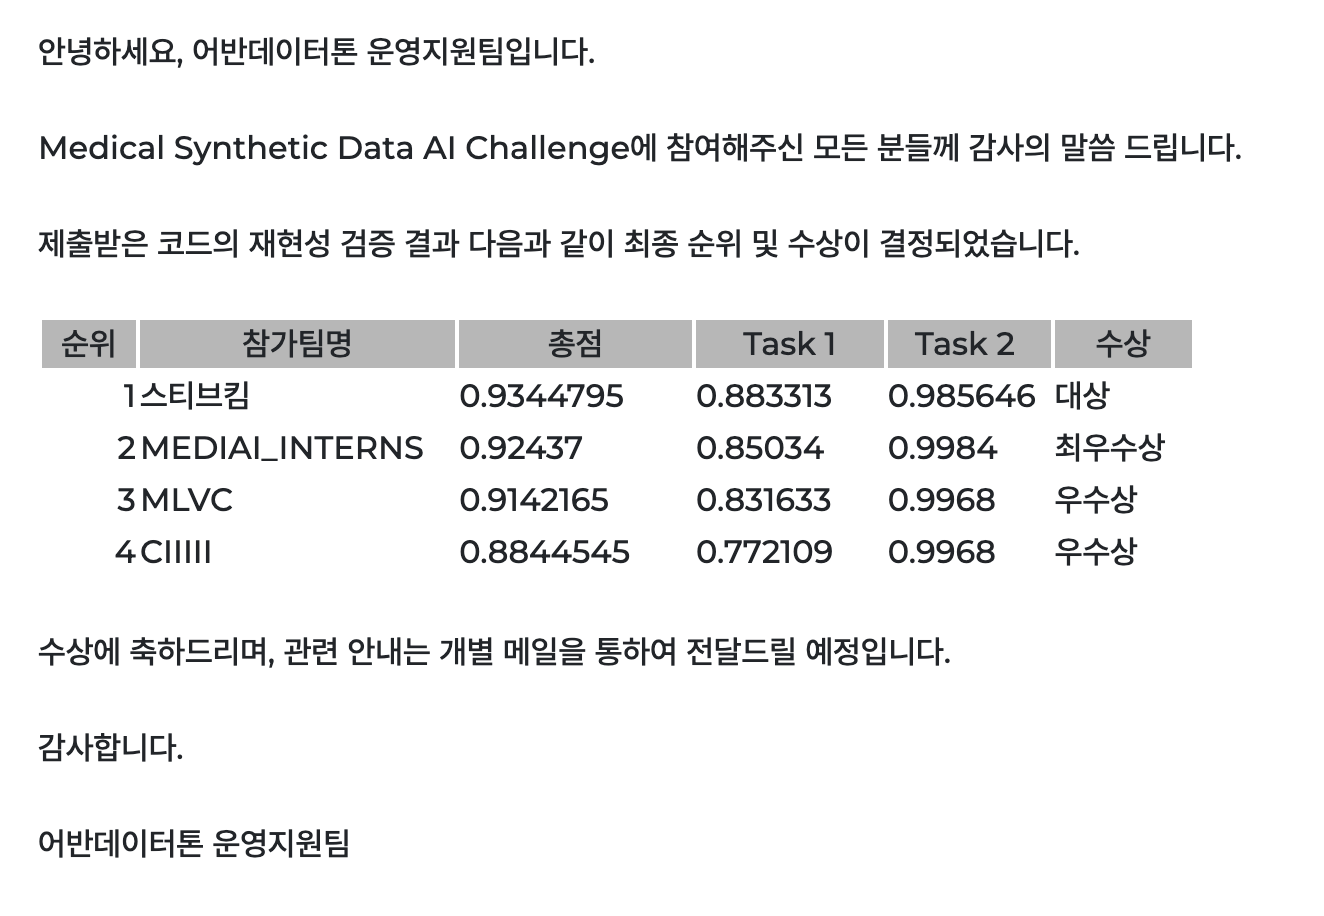 안녕하세요, 어반데이터톤 운영지원팀입니다.
Medical Synthetic Data AI Challenge에 참여해주신 모든 분들께 감사의 말씀 드립니다.
제출받은 코드의 재현성 검증 결과 다음과 같이 최종 순위 및 수상이 결정되었습니다.
순위 참가팀명 총점 Task 1 Task 2 수상
1 스티브킴 0.9344795 0.883313 0.985646 대상
2 MEDIAI_INTERNS 0.92437 0.85034 0.9984 최우수상
3 MLVC 0.9142165 0.831633 0.9968 우수상
4 CIIIII 0.8844545 0.772109 0.9968 우수상
수상에 축하드리며, 관련 안내는 개별 메일을 통하여 전달드릴 예정입니다.
감사합니다.
어반데이터톤 운영지원팀